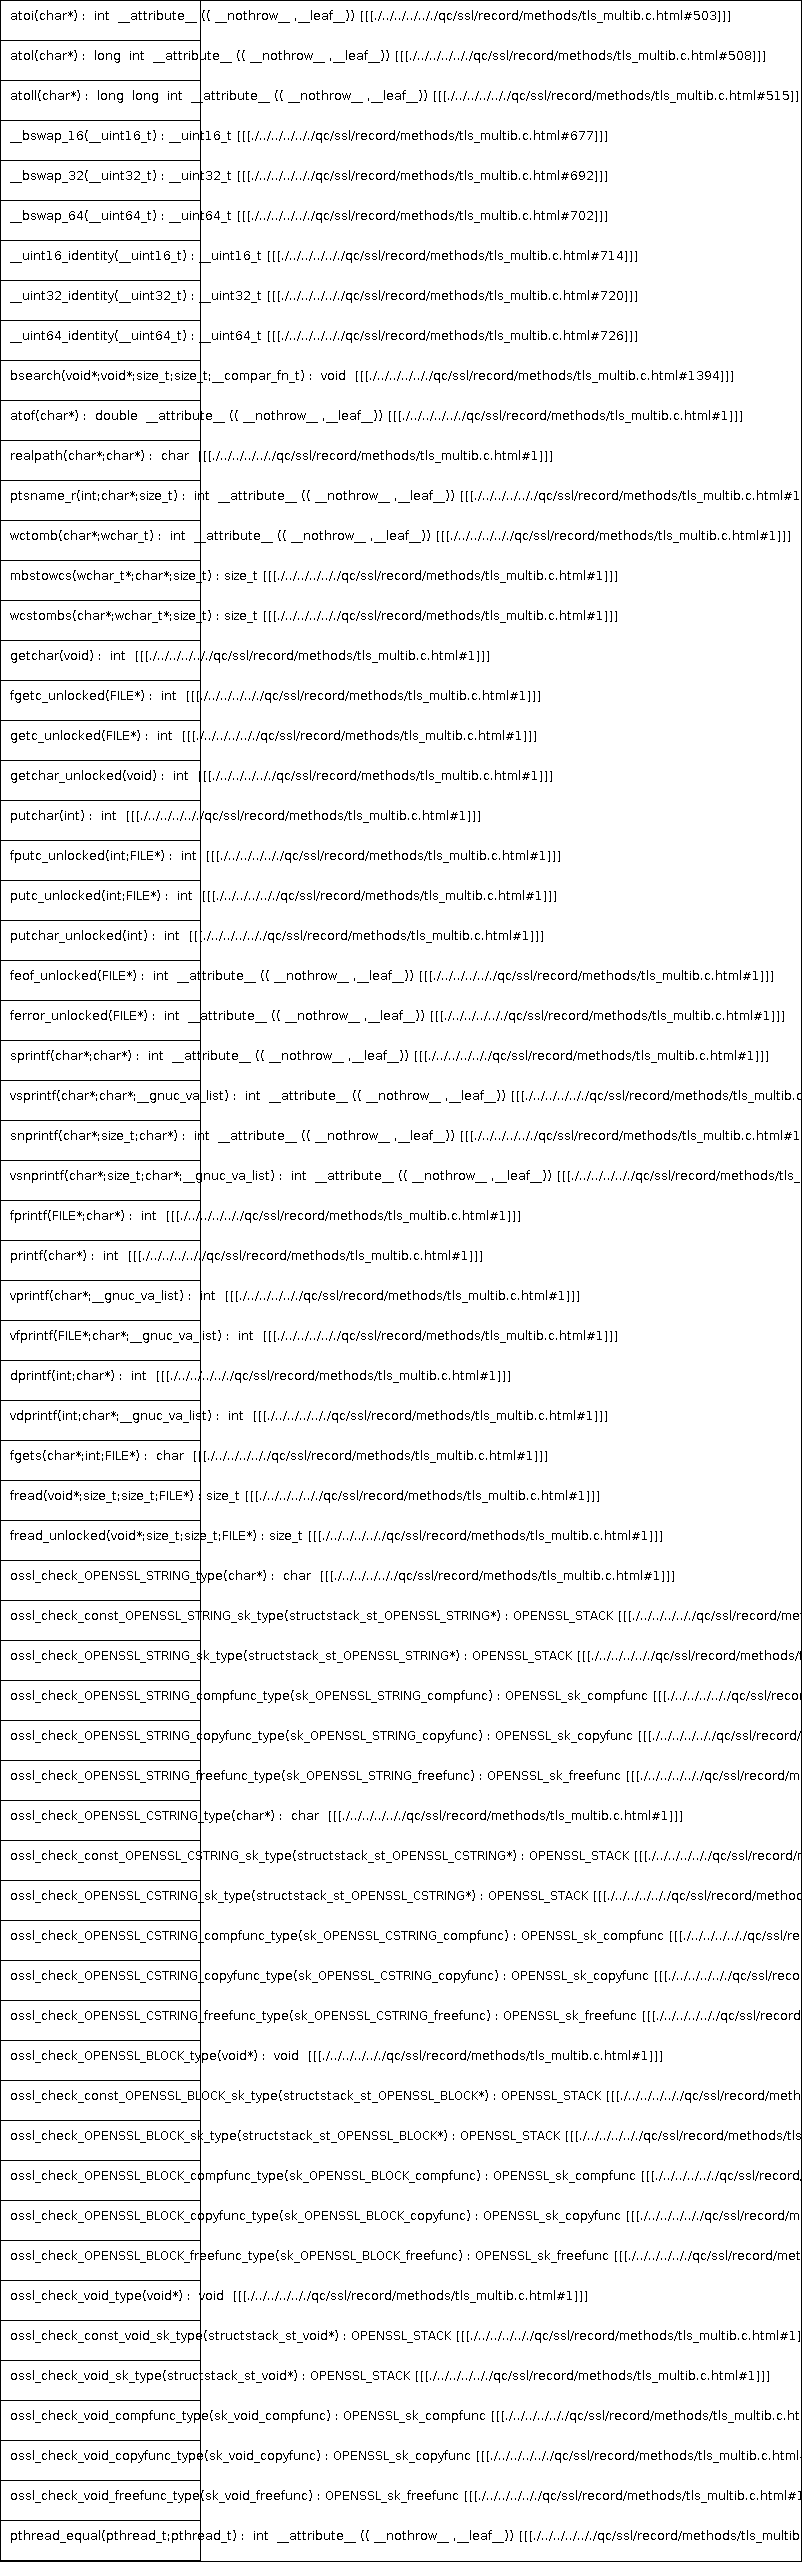 atoi(char*) : int __attribute__ (( __nothrow__ ,__leaf__)) [[[./../../../../../qc/ssl/record/methods/tls_multib.c.html#503]]]
atol(char*) : long int __attribute__ (( __nothrow__ ,__leaf__)) [[[./../../../../../qc/ssl/record/methods/tls_multib.c.html#508]]]
atoll(char*) : long long int __attribute__ (( __nothrow__ ,__leaf__)) [[[./../../../../../qc/ssl/record/methods/tls_multib.c.html#515]]]
__bswap_16(__uint16_t) : __uint16_t [[[./../../../../../qc/ssl/record/methods/tls_multib.c.html#677]]]
__bswap_32(__uint32_t) : __uint32_t [[[./../../../../../qc/ssl/record/methods/tls_multib.c.html#692]]]
__bswap_64(__uint64_t) : __uint64_t [[[./../../../../../qc/ssl/record/methods/tls_multib.c.html#702]]]
__uint16_identity(__uint16_t) : __uint16_t [[[./../../../../../qc/ssl/record/methods/tls_multib.c.html#714]]]
__uint32_identity(__uint32_t) : __uint32_t [[[./../../../../../qc/ssl/record/methods/tls_multib.c.html#720]]]
__uint64_identity(__uint64_t) : __uint64_t [[[./../../../../../qc/ssl/record/methods/tls_multib.c.html#726]]]
bsearch(void*;void*;size_t;size_t;__compar_fn_t) : void [[[./../../../../../qc/ssl/record/methods/tls_multib.c.html#1394]]]
atof(char*) : double __attribute__ (( __nothrow__ ,__leaf__)) [[[./../../../../../qc/ssl/record/methods/tls_multib.c.html#1]]]
realpath(char*;char*) : char [[[./../../../../../qc/ssl/record/methods/tls_multib.c.html#1]]]
ptsname_r(int;char*;size_t) : int __attribute__ (( __nothrow__ ,__leaf__)) [[[./../../../../../qc/ssl/record/methods/tls_multib.c.html#1
wctomb(char*;wchar_t) : int __attribute__ (( __nothrow__ ,__leaf__)) [[[./../../../../../qc/ssl/record/methods/tls_multib.c.html#1]]]
mbstowcs(wchar_t*;char*;size_t) : size_t [[[./../../../../../qc/ssl/record/methods/tls_multib.c.html#1]]]
wcstombs(char*;wchar_t*;size_t) : size_t [[[./../../../../../qc/ssl/record/methods/tls_multib.c.html#1]]]
getchar(void) : int [[[./../../../../../qc/ssl/record/methods/tls_multib.c.html#1]]]
fgetc_unlocked(FILE*) : int [[[./../../../../../qc/ssl/record/methods/tls_multib.c.html#1]]]
getc_unlocked(FILE*) : int [[[./../../../../../qc/ssl/record/methods/tls_multib.c.html#1]]]
getchar_unlocked(void) : int [[[./../../../../../qc/ssl/record/methods/tls_multib.c.html#1]]]
putchar(int) : int [[[./../../../../../qc/ssl/record/methods/tls_multib.c.html#1]]]
fputc_unlocked(int;FILE*) : int [[[./../../../../../qc/ssl/record/methods/tls_multib.c.html#1]]]
putc_unlocked(int;FILE*) : int [[[./../../../../../qc/ssl/record/methods/tls_multib.c.html#1]]]
putchar_unlocked(int) : int [[[./../../../../../qc/ssl/record/methods/tls_multib.c.html#1]]]
feof_unlocked(FILE*) : int __attribute__ (( __nothrow__ ,__leaf__)) [[[./../../../../../qc/ssl/record/methods/tls_multib.c.html#1]]]
ferror_unlocked(FILE*) : int __attribute__ (( __nothrow__ ,__leaf__)) [[[./../../../../../qc/ssl/record/methods/tls_multib.c.html#1]]]
sprintf(char*;char*) : int __attribute__ (( __nothrow__ ,__leaf__)) [[[./../../../../../qc/ssl/record/methods/tls_multib.c.html#1]]]
vsprintf(char*;char*;__gnuc_va_list) : int __attribute__ (( __nothrow__ ,__leaf__)) [[[./../../../../../qc/ssl/record/methods/tls_multib.c
snprintf(char*;size_t;char*) : int __attribute__ (( __nothrow__ ,__leaf__)) [[[./../../../../../qc/ssl/record/methods/tls_multib.c.html#1
vsnprintf(char*;size_t;char*;__gnuc_va_list) : int __attribute__ (( __nothrow__ ,__leaf__)) [[[./../../../../../qc/ssl/record/methods/tls_
fprintf(FILE*;char*) : int [[[./../../../../../qc/ssl/record/methods/tls_multib.c.html#1]]]
printf(char*) : int [[[./../../../../../qc/ssl/record/methods/tls_multib.c.html#1]]]
vprintf(char*;__gnuc_va_list) : int [[[./../../../../../qc/ssl/record/methods/tls_multib.c.html#1]]]
vfprintf(FILE*;char*;__gnuc_va_list) : int [[[./../../../../../qc/ssl/record/methods/tls_multib.c.html#1]]]
dprintf(int;char*) : int [[[./../../../../../qc/ssl/record/methods/tls_multib.c.html#1]]]
vdprintf(int;char*;__gnuc_va_list) : int [[[./../../../../../qc/ssl/record/methods/tls_multib.c.html#1]]]
fgets(char*;int;FILE*) : char [[[./../../../../../qc/ssl/record/methods/tls_multib.c.html#1]]]
fread(void*;size_t;size_t;FILE*) : size_t [[[./../../../../../qc/ssl/record/methods/tls_multib.c.html#1]]]
fread_unlocked(void*;size_t;size_t;FILE*) : size_t [[[./../../../../../qc/ssl/record/methods/tls_multib.c.html#1]]]
ossl_check_OPENSSL_STRING_type(char*) : char [[[./../../../../../qc/ssl/record/methods/tls_multib.c.html#1]]]
ossl_check_const_OPENSSL_STRING_sk_type(structstack_st_OPENSSL_STRING*) : OPENSSL_STACK [[[./../../../../../qc/ssl/record/me
ossl_check_OPENSSL_STRING_sk_type(structstack_st_OPENSSL_STRING*) : OPENSSL_STACK [[[./../../../../../qc/ssl/record/methods/t
ossl_check_OPENSSL_STRING_compfunc_type(sk_OPENSSL_STRING_compfunc) : OPENSSL_sk_compfunc [[[./../../../../../qc/ssl/recor
ossl_check_OPENSSL_STRING_copyfunc_type(sk_OPENSSL_STRING_copyfunc) : OPENSSL_sk_copyfunc [[[./../../../../../qc/ssl/record/
ossl_check_OPENSSL_STRING_freefunc_type(sk_OPENSSL_STRING_freefunc) : OPENSSL_sk_freefunc [[[./../../../../../qc/ssl/record/m
ossl_check_OPENSSL_CSTRING_type(char*) : char [[[./../../../../../qc/ssl/record/methods/tls_multib.c.html#1]]]
ossl_check_const_OPENSSL_CSTRING_sk_type(structstack_st_OPENSSL_CSTRING*) : OPENSSL_STACK [[[./../../../../../qc/ssl/record/m
ossl_check_OPENSSL_CSTRING_sk_type(structstack_st_OPENSSL_CSTRING*) : OPENSSL_STACK [[[./../../../../../qc/ssl/record/method
ossl_check_OPENSSL_CSTRING_compfunc_type(sk_OPENSSL_CSTRING_compfunc) : OPENSSL_sk_compfunc [[[./../../../../../qc/ssl/re
ossl_check_OPENSSL_CSTRING_copyfunc_type(sk_OPENSSL_CSTRING_copyfunc) : OPENSSL_sk_copyfunc [[[./../../../../../qc/ssl/reco
ossl_check_OPENSSL_CSTRING_freefunc_type(sk_OPENSSL_CSTRING_freefunc) : OPENSSL_sk_freefunc [[[./../../../../../qc/ssl/record
ossl_check_OPENSSL_BLOCK_type(void*) : void [[[./../../../../../qc/ssl/record/methods/tls_multib.c.html#1]]]
ossl_check_const_OPENSSL_BLOCK_sk_type(structstack_st_OPENSSL_BLOCK*) : OPENSSL_STACK [[[./../../../../../qc/ssl/record/meth
ossl_check_OPENSSL_BLOCK_sk_type(structstack_st_OPENSSL_BLOCK*) : OPENSSL_STACK [[[./../../../../../qc/ssl/record/methods/tls
ossl_check_OPENSSL_BLOCK_compfunc_type(sk_OPENSSL_BLOCK_compfunc) : OPENSSL_sk_compfunc [[[./../../../../../qc/ssl/record/
ossl_check_OPENSSL_BLOCK_copyfunc_type(sk_OPENSSL_BLOCK_copyfunc) : OPENSSL_sk_copyfunc [[[./../../../../../qc/ssl/record/m
ossl_check_OPENSSL_BLOCK_freefunc_type(sk_OPENSSL_BLOCK_freefunc) : OPENSSL_sk_freefunc [[[./../../../../../qc/ssl/record/met
ossl_check_void_type(void*) : void [[[./../../../../../qc/ssl/record/methods/tls_multib.c.html#1]]]
ossl_check_const_void_sk_type(structstack_st_void*) : OPENSSL_STACK [[[./../../../../../qc/ssl/record/methods/tls_multib.c.html#1]
ossl_check_void_sk_type(structstack_st_void*) : OPENSSL_STACK [[[./../../../../../qc/ssl/record/methods/tls_multib.c.html#1]]]
ossl_check_void_compfunc_type(sk_void_compfunc) : OPENSSL_sk_compfunc [[[./../../../../../qc/ssl/record/methods/tls_multib.c.ht
ossl_check_void_copyfunc_type(sk_void_copyfunc) : OPENSSL_sk_copyfunc [[[./../../../../../qc/ssl/record/methods/tls_multib.c.html
ossl_check_void_freefunc_type(sk_void_freefunc) : OPENSSL_sk_freefunc [[[./../../../../../qc/ssl/record/methods/tls_multib.c.html#1
pthread_equal(pthread_t;pthread_t) : int __attribute__ (( __nothrow__ ,__leaf__)) [[[./../../../../../qc/ssl/record/methods/tls_multib